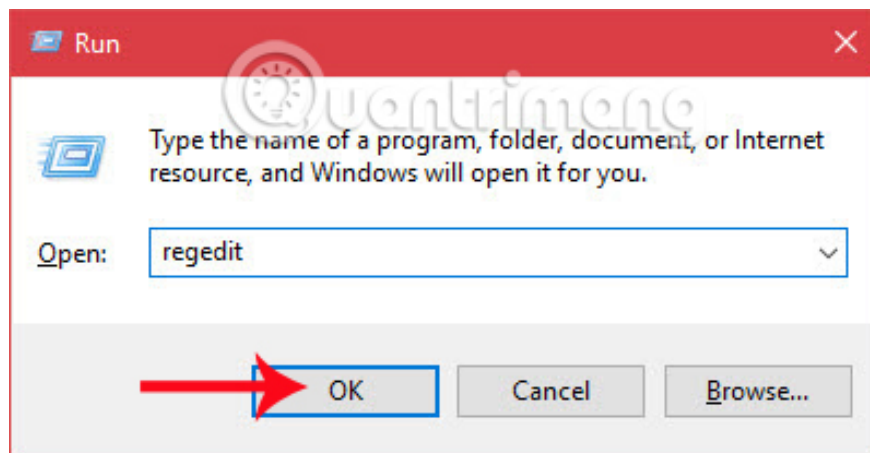 Run
Quantrimang
Type the name of a program, folder, document, or Internet
resource, and Windows will open it for you.
Open:
regedit
OK
Cancel
Browse...